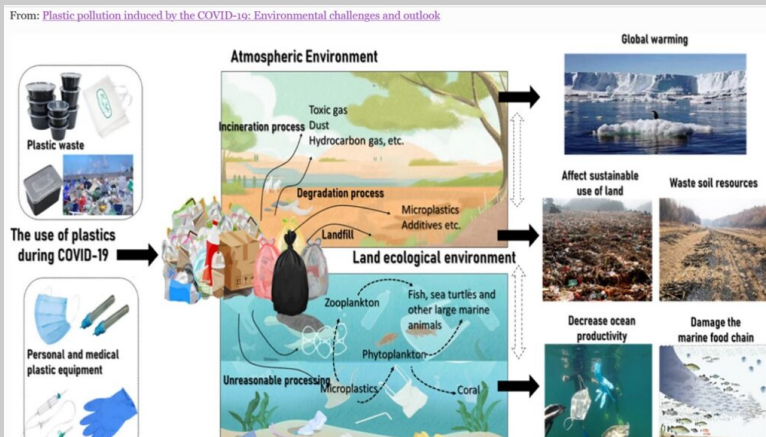 From: Plastic pollution induced by the COVID-19: Environmental challenges and outlook
Plastic waste
The use of plastics
during COVID-19
Personal and medical
plastic equipment
Atmospheric Environment
Incineration process
Toxic gas
Dust
Hydrocarbon gas, etc.
Degradation process
Microplastics
Additives etc.
Landfill
Land ecological environment
Zooplankton
Fish, sea turtles and
other large marine
animals
Phytoplankton
Unreasonable processing
Microplastics
Coral
Global warming
Affect sustainable
use of land
Waste soil resources
Decrease ocean
productivity
Damage the
marine food chain